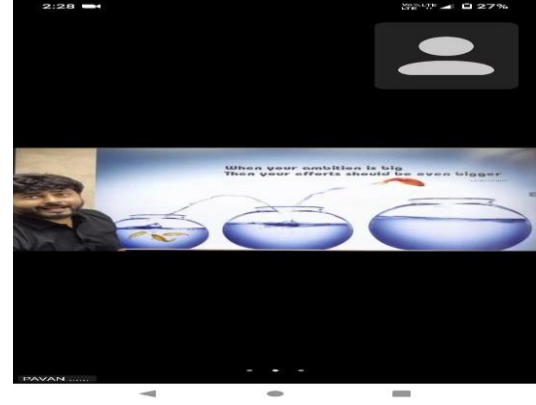 2:28
27%
When your ambition is big
Then your efforts should be even bigger
PAVAN